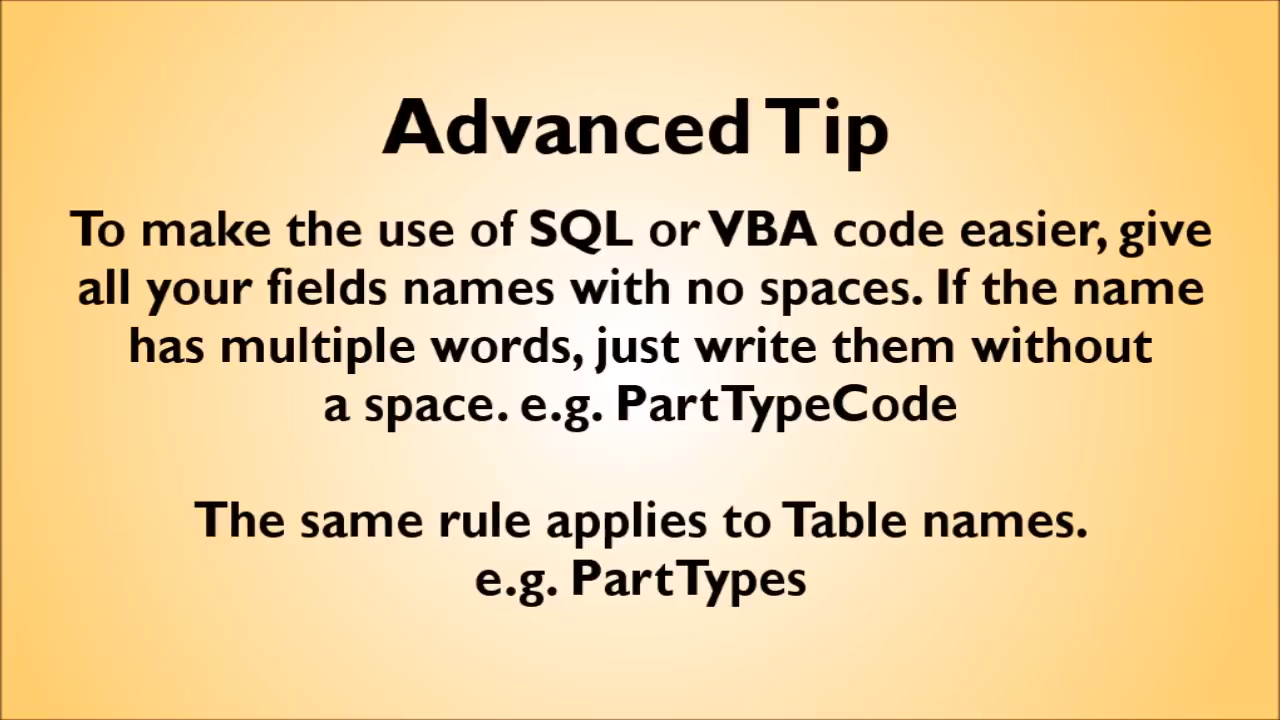 Advanced Tip
To make the use of SQL or VBA code easier, give
all your fields names with no spaces. If the name
has multiple words, just write them without
a space. e.g. PartTypeCode
The same rule applies to Table names.
e.g. PartTypes